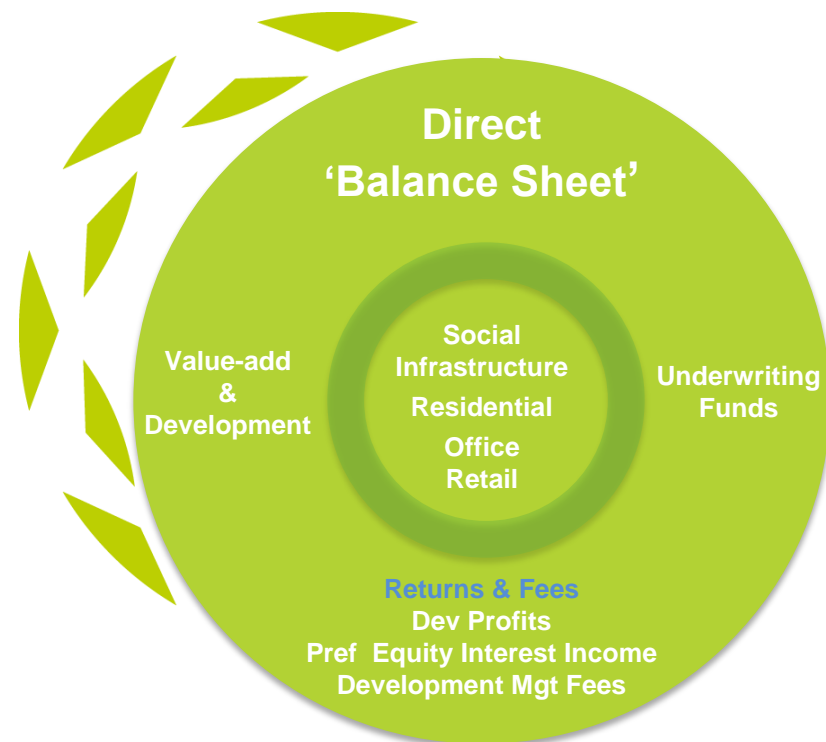 Direct
‘Balance Sheet’
Value-add
&
Development
Social
Infrastructure
Residential
Office
Retail
Underwriting
Funds
Returns & Fees
Dev Profits
Pref  Equity Interest Income
Development Mgt Fees